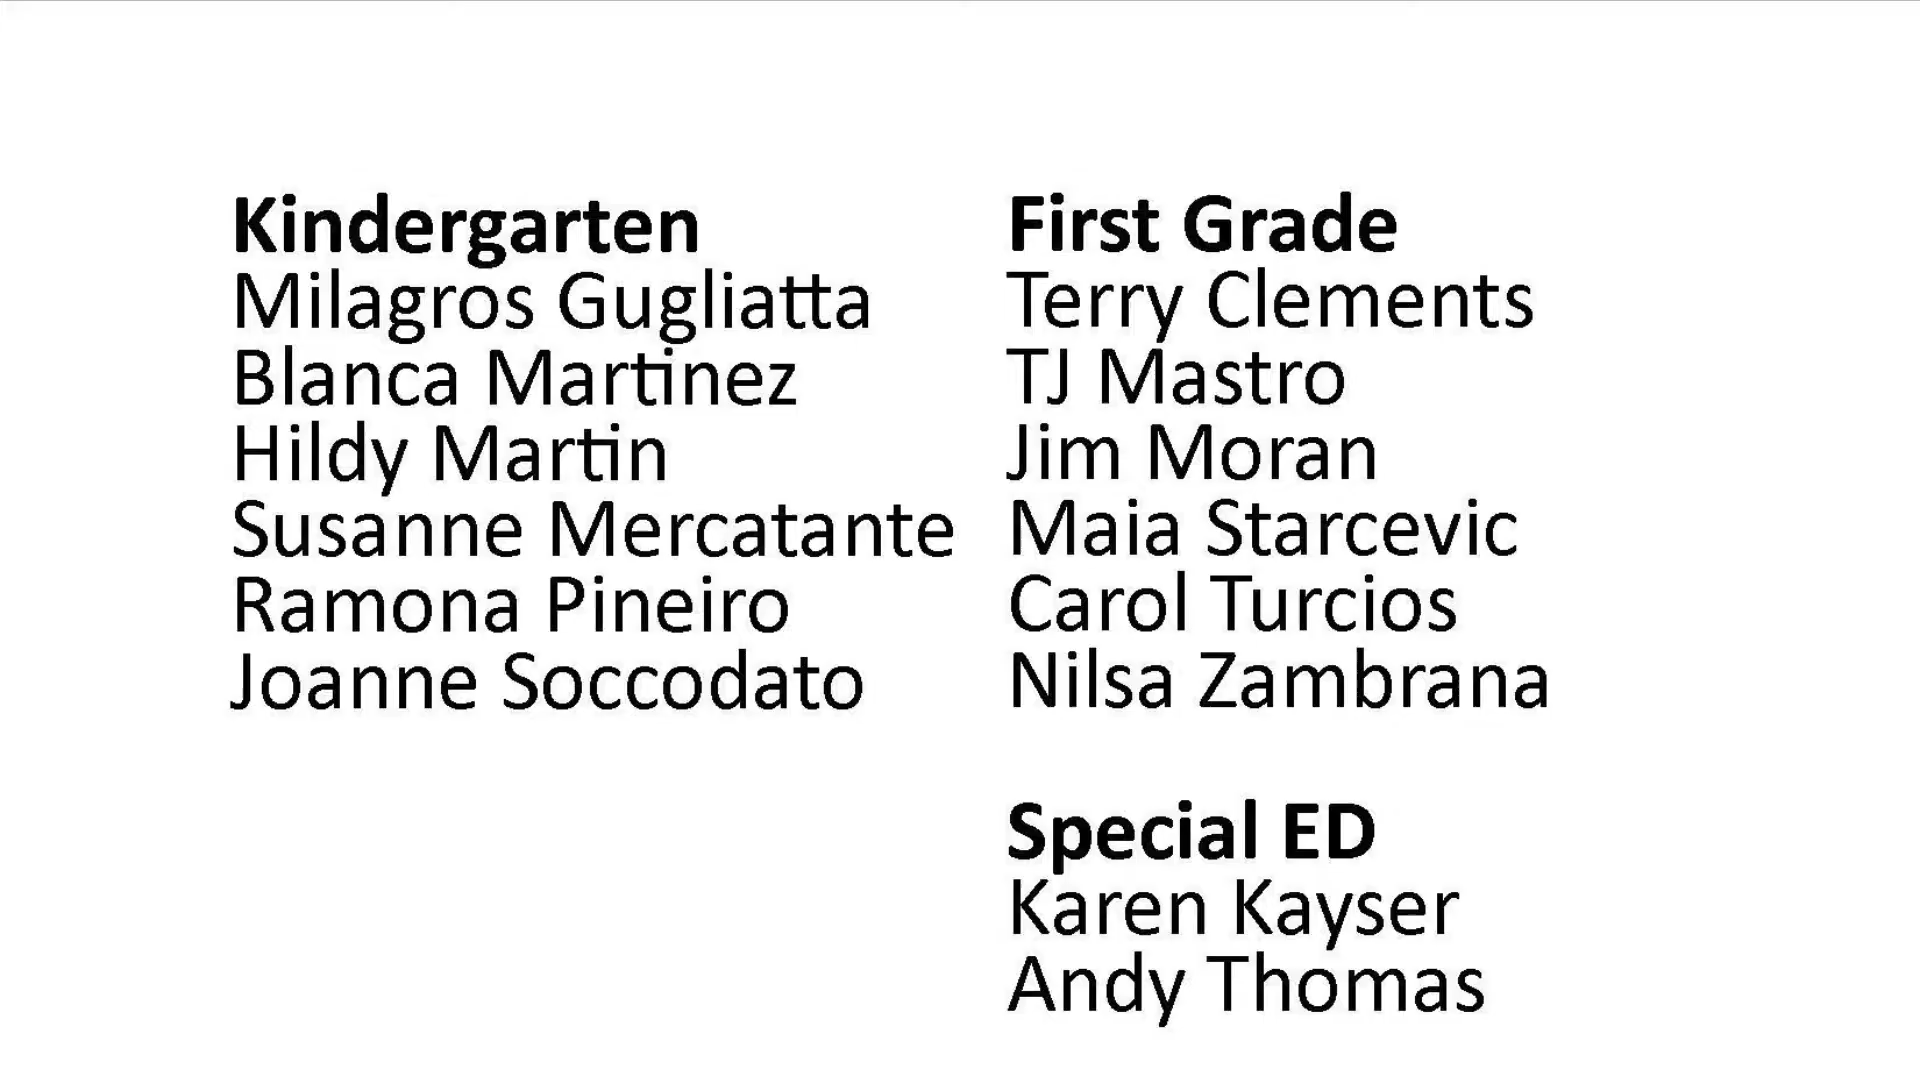 Kindergarten
Milagros Gugliatta
Blanca Martinez
Hildy Martin
Susanne Mercatante
Ramona Pineiro
Joanne Soccodato
First Grade
Terry Clements
TJ Mastro
Jim Moran
Maia Starcevic
Carol Turcios
Nilsa Zambrana
Special ED
Karen Kayser
Andy Thomas